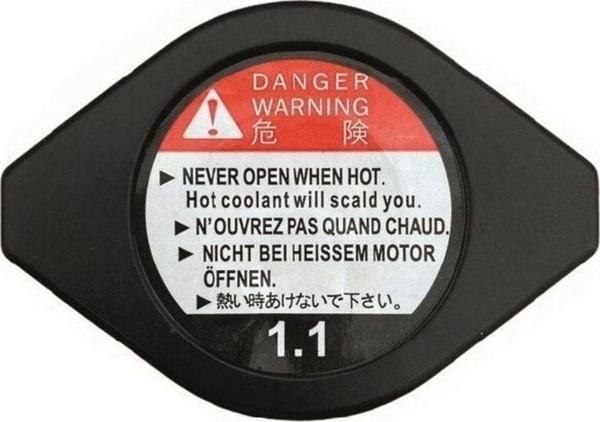 DANGER
WARNING
危 険
▶ NEVER OPEN WHEN HOT.
Hot coolant will scald you.
▶ N'OUVREZ PAS QUAND CHAUD.
▶ NICHT BEI HEISSEM MOTOR
ÖFFNEN.
▶ 熱い時あけないで下さい。
1.1